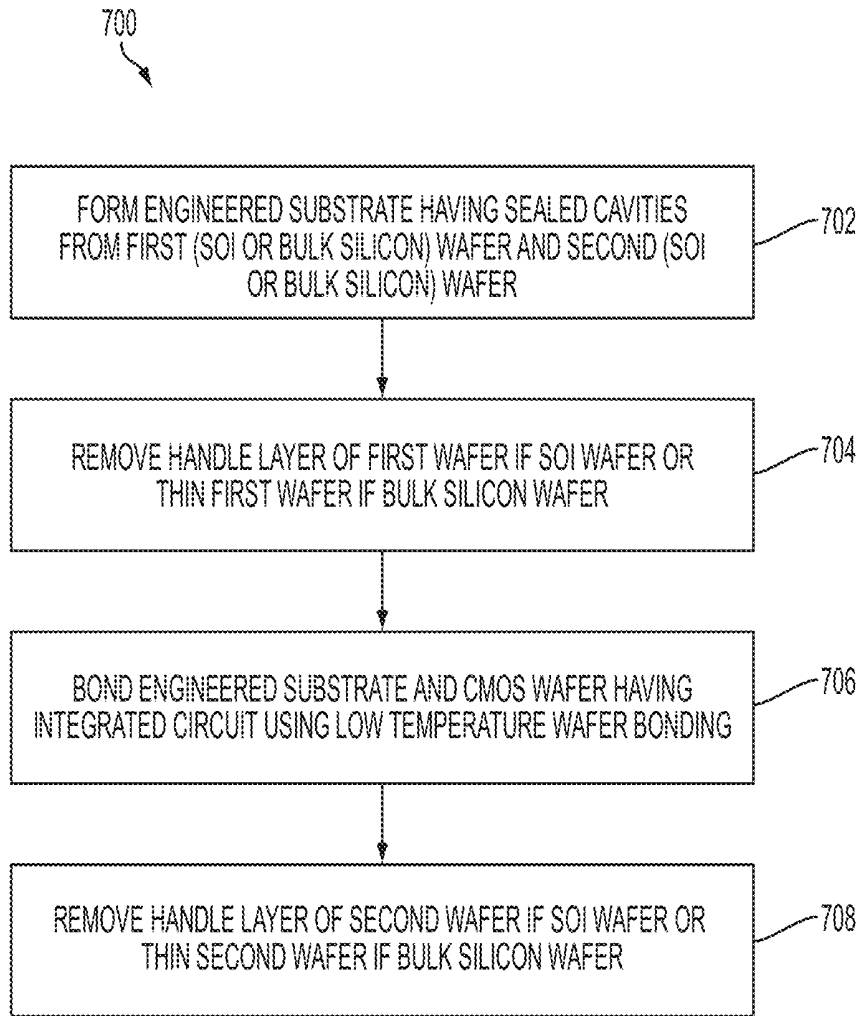 700
FORM ENGINEERED SUBSTRATE HAVING SEALED CAVITIES
FROM FIRST (SOI OR BULK SILICON) WAFER AND SECOND (SOI
OR BULK SILICON) WAFER
702
REMOVE HANDLE LAYER OF FIRST WAFER IF SOI WAFER OR
THIN FIRST WAFER IF BULK SILICON WAFER
704
BOND ENGINEERED SUBSTRATE AND CMOS WAFER HAVING
INTEGRATED CIRCUIT USING LOW TEMPERATURE WAFER BONDING
706
REMOVE HANDLE LAYER OF SECOND WAFER IF SOI WAFER OR
THIN SECOND WAFER IF BULK SILICON WAFER
708